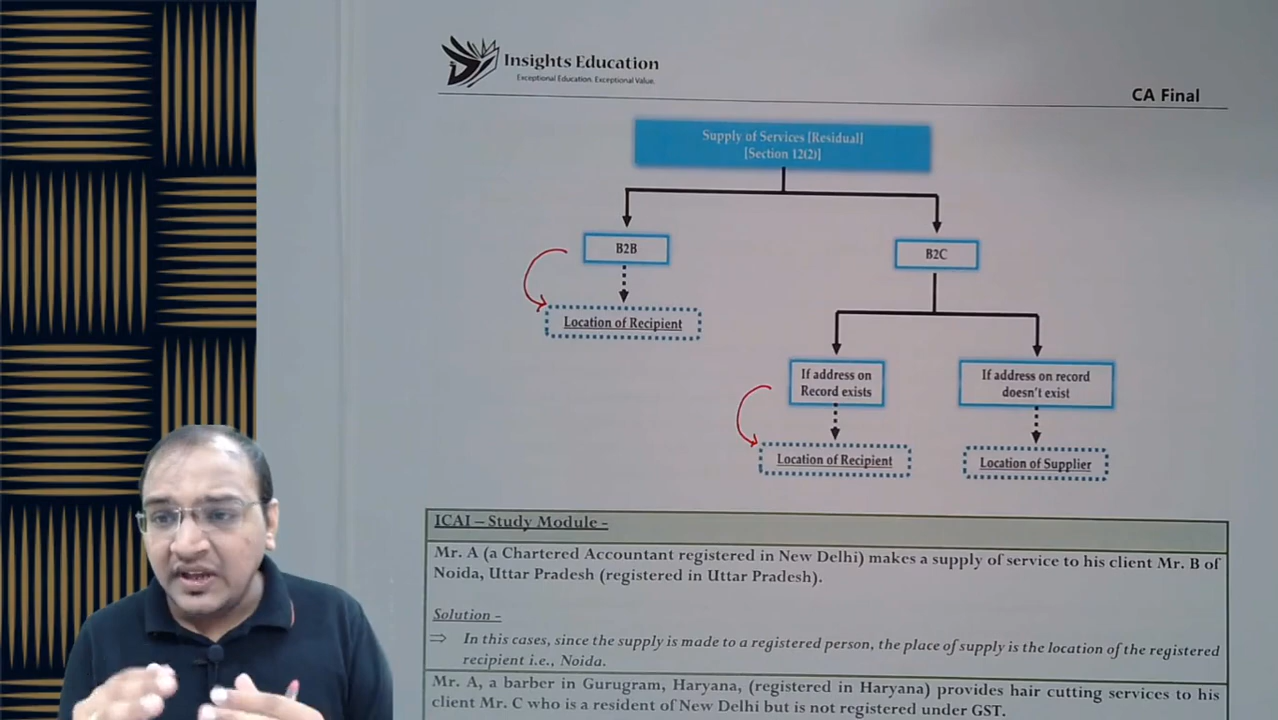 Insights Education
Exceptional Education. Exceptional Value.
CA Final
Supply of Services [Residual]
[Section 12(2)]
B2B
B2C
Location of Recipient
If address on
Record exists
If address on record
doesn't exist
Location of Recipient
Location of Supplier
ICAI – Study Module -
Mr. A (a Chartered Accountant registered in New Delhi) makes a supply of service to his client Mr. B of
Noida, Uttar Pradesh (registered in Uttar Pradesh).
Solution -
⇒ In this cases, since the supply is made to a registered person, the place of supply is the location of the registered
recipient i.e., Noida.
Mr. A, a barber in Gurugram, Haryana, (registered in Haryana) provides hair cutting services to his
client Mr. C who is a resident of New Delhi but is not registered under GST.